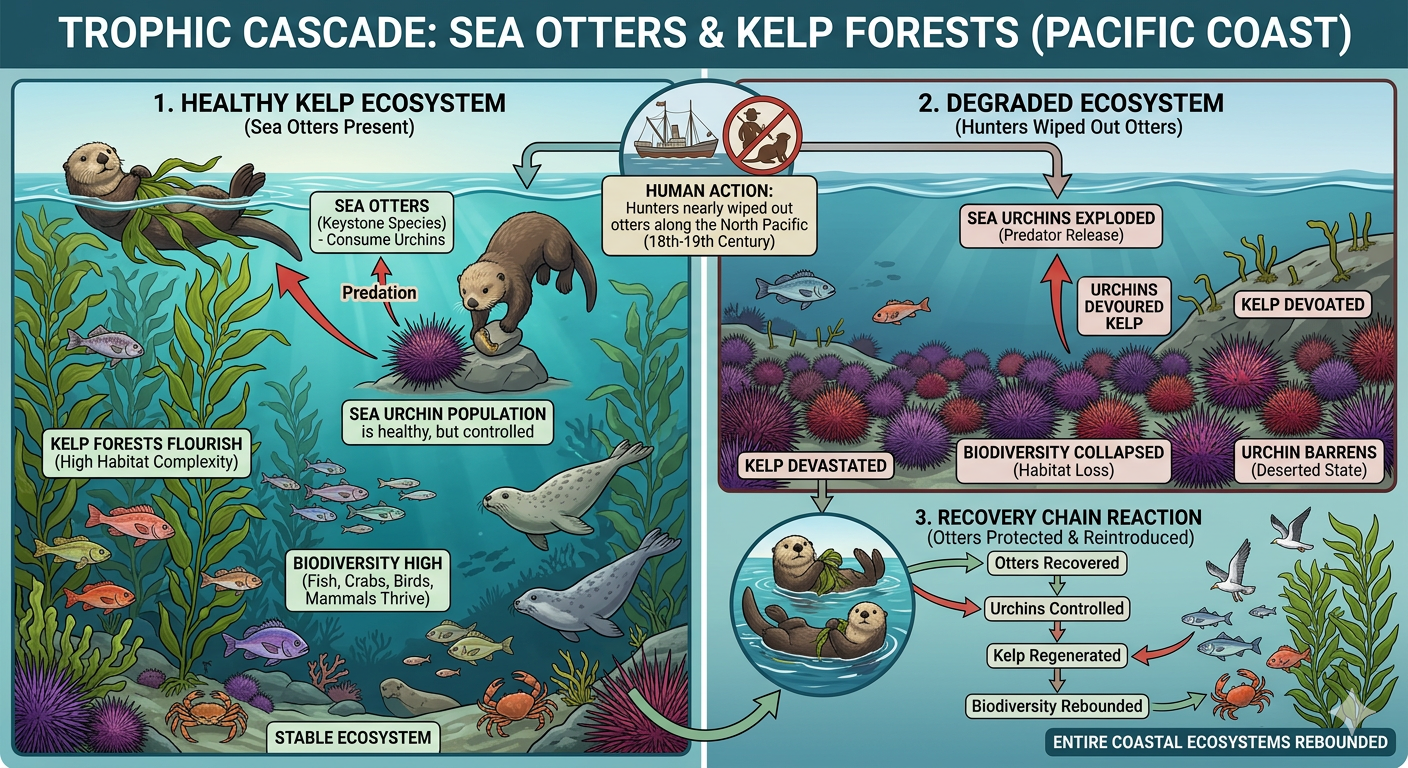 TROPHIC CASCADE: SEA OTTERS & KELP FORESTS (PACIFIC COAST)
1. HEALTHY KELP ECOSYSTEM
(Sea Otters Present)
SEA OTTERS
(Keystone Species)
- Consume Urchins
Predation
SEA URCHIN POPULATION
is healthy, but controlled
KELP FORESTS FLOURISH
(High Habitat Complexity)
BIODIVERSITY HIGH
(Fish, Crabs, Birds,
Mammals Thrive)
STABLE ECOSYSTEM
HUMAN ACTION:
Hunters nearly wiped out
otters along the North Pacific
(18th-19th Century)
2. DEGRADED ECOSYSTEM
(Hunters Wiped Out Otters)
SEA URCHINS EXPLODED
(Predator Release)
URCHINS
DEVOURED
KELP
KELP DEVOATED
KELP DEVASTATED
BIODIVERSITY COLLAPSED
(Habitat Loss)
URCHIN BARRENS
(Deserted State)
3. RECOVERY CHAIN REACTION
(Otters Protected & Reintroduced)
Otters Recovered
Urchins Controlled
Kelp Regenerated
Biodiversity Rebounded
ENTIRE COASTAL ECOSYSTEMS REBOUNDED